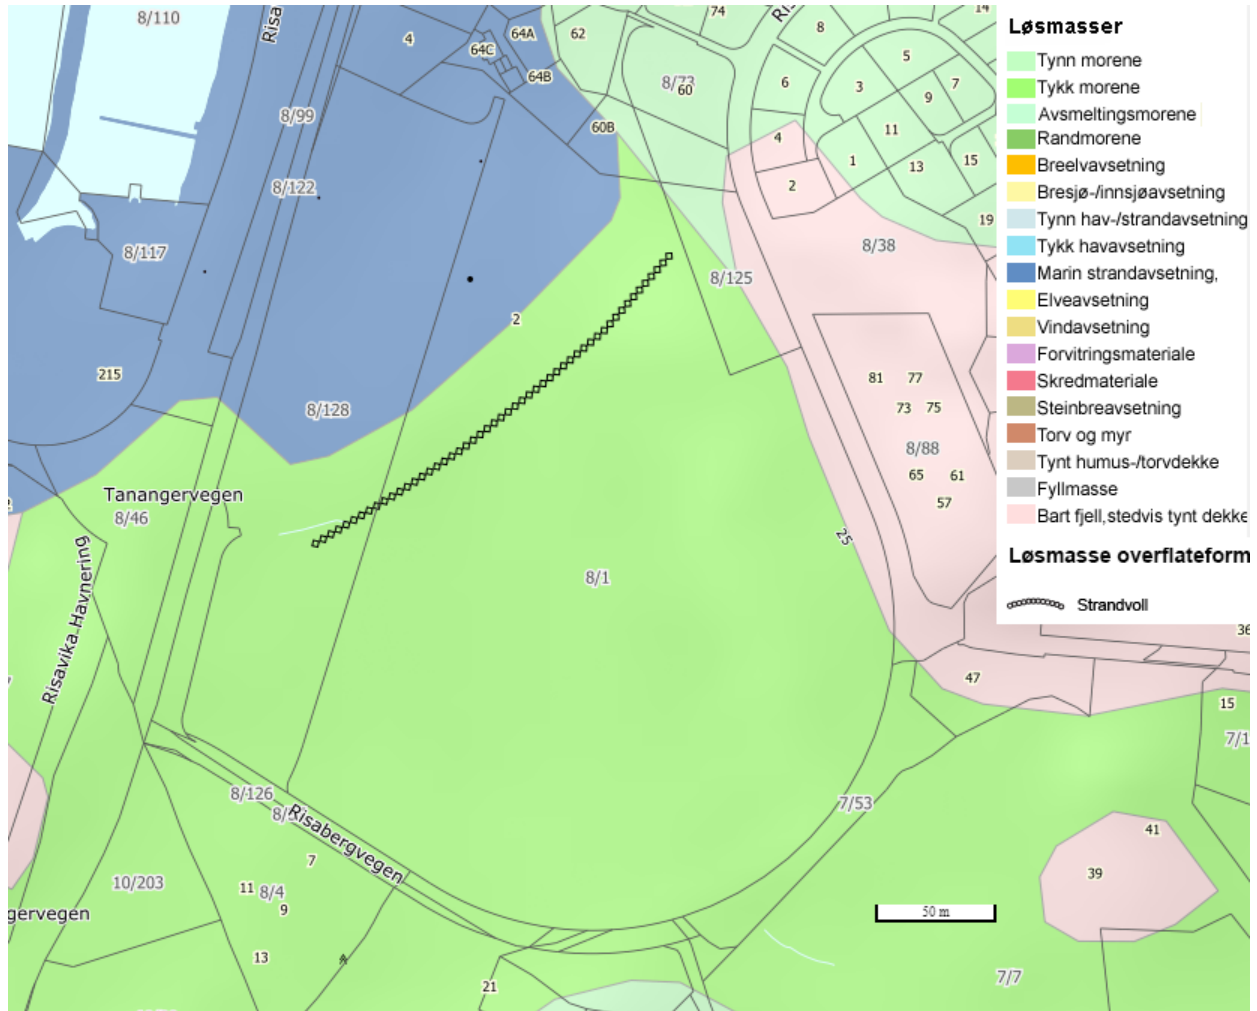 8/110
Risa
4
64A
64C
64B
62
74
Ri
8
14
5
8/73
60
6
3
7
9
8/99
60B
4
11
1
13
15
8/122
2
19
8/117
8/38
8/125
2
215
81
77
8/128
73
75
8/88
65
61
57
Tanangervegen
8/46
25
Risavika Havnering
8/1
36
47
15
7/1
8/126
8/
Risabergvegen
7/53
7
41
10/203
11
8/4
9
39
gervegen
50 m
13
21
7/7
Løsmasser
Tynn morene
Tykk morene
Avsmeltingsmorene
Randmorene
Breelvavsetning
Bresjø-/innsjøavsetning
Tynn hav-/strandavsetning
Tykk havavsetning
Marin strandavsetning,
Elveavsetning
Vindavsetning
Forvitringsmateriale
Skredmateriale
Steinbreavsetning
Torv og myr
Tynt humus-/torvdekke
Fyllmasse
Bart fjell,stedvis tynt dekke
Løsmasse overflateform
Strandvoll